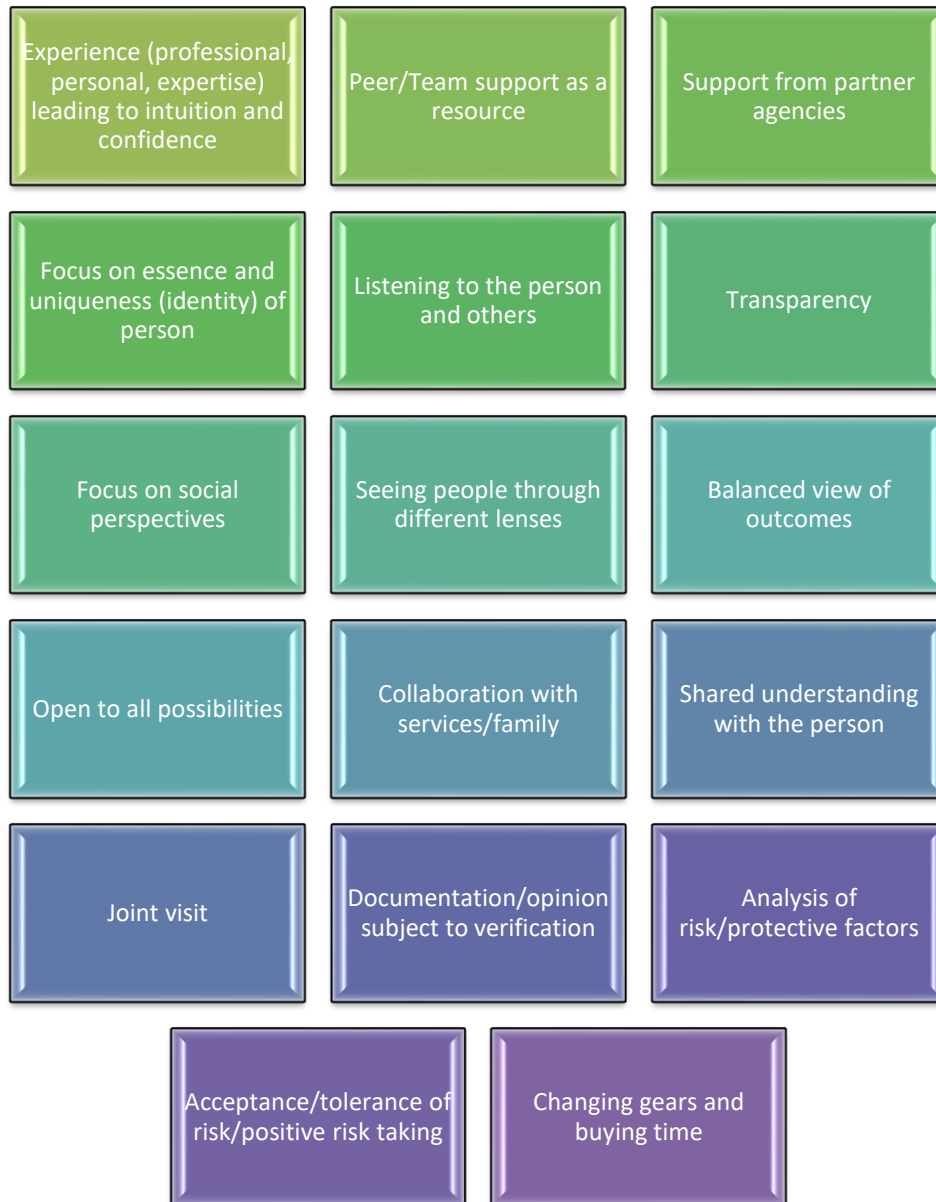 Experience (professional,
personal, expertise)
leading to intuition and
confidence
Peer/Team support as a
resource
Support from partner
agencies
Focus on essence and
uniqueness (identity) of
person
Listening to the person
and others
Transparency
Focus on social
perspectives
Seeing people through
different lenses
Balanced view of
outcomes
Open to all possibilities
Collaboration with
services/family
Shared understanding
with the person
Joint visit
Documentation/opinion
subject to verification
Analysis of
risk/protective factors
Acceptance/tolerance of
risk/positive risk taking
Changing gears and
buying time